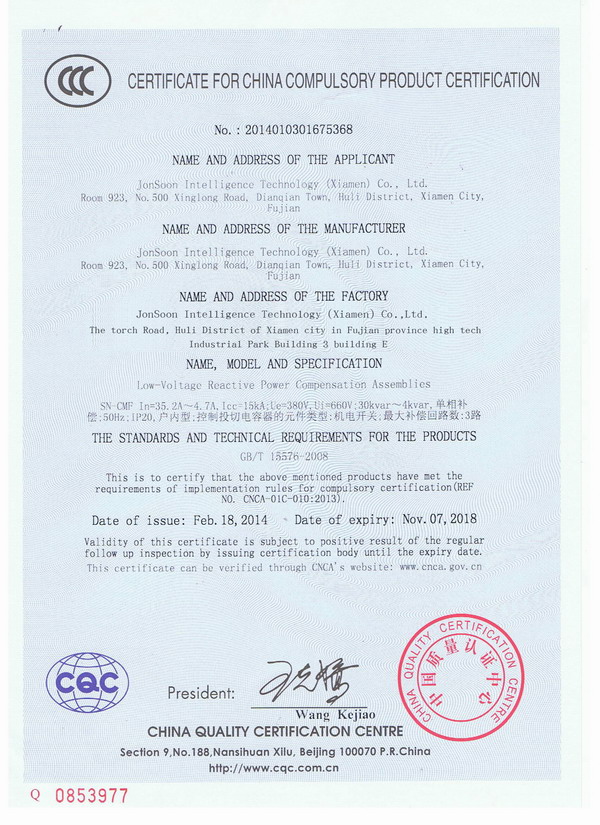 CCC
CERTIFICATE FOR CHINA COMPULSORY PRODUCT CERTIFICATION
No.: 2014010301675368
NAME AND ADDRESS OF THE APPLICANT
JonSoon Intelligence Technology (Xiamen) Co., Ltd.
Room 923, No.500 Xinglong Road, Dianqian Town, Huli District, Xiamen City,
Fujian
NAME AND ADDRESS OF THE MANUFACTURER
JonSoon Intelligence Technology (Xiamen) Co., Ltd.
Room 923, No.500 Xinglong Road, Dianqian Town, Huli District, Xiamen City,
Fujian
NAME AND ADDRESS OF THE FACTORY
JonSoon Intelligence Technology (Xiamen) Co.,Ltd.
The torch Road, Huli District of Xiamen city in Fujian province high tech
Industrial Park Building 3 building E
NAME, MODEL AND SPECIFICATION
Low-Voltage Reactive Power Compensation Assemblies
SN-CMF In=35.2A～4.7A,Icc=15kA;Ue=380V,Ui=660V;30kvar～4kvar,单相补
偿;50Hz;IP20,户内型;控制投切电容器的元件类型:机电开关;最大补偿回路数:3路
THE STANDARDS AND TECHNICAL REQUIREMENTS FOR THE PRODUCTS
GB/T 15576-2008
This is to certify that the above mentioned products have met the
requirements of implementation rules for compulsory certification(REF
NO. CNCA-01C-010:2013).
Date of issue: Feb.18,2014 Date of expiry: Nov.07,2018
Validity of this certificate is subject to positive result of the regular
follow up inspection by issuing certification body until the expiry date.
This certificate can be verified through CNCA's website: www.cnca.gov.cn
CHINA QUALITY CERTIFICATION CENTRE
中国质量认证中心
CQC
President:
Wang Kejiao
CHINA QUALITY CERTIFICATION CENTRE
Section 9,No.188,Nansihuan Xilu, Beijing 100070 P.R.China
http://www.cqc.com.cn
Q 0853977